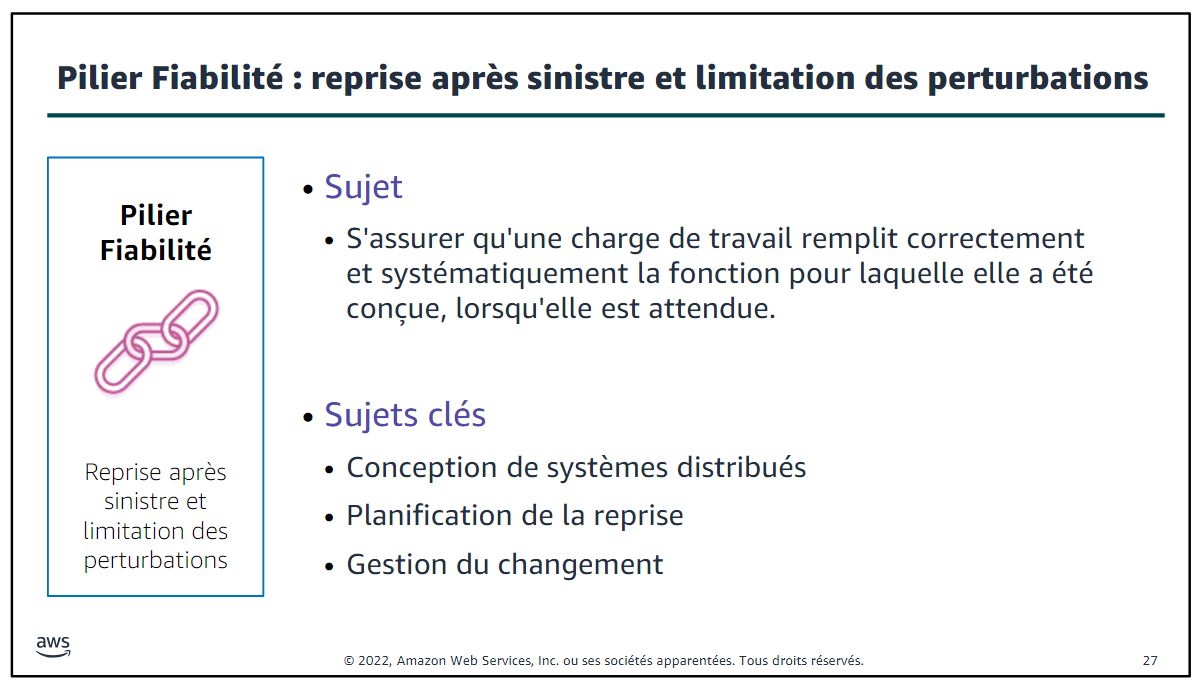 Pilier Fiabilité : reprise après sinistre et limitation des perturbations
Pilier
Fiabilité
Reprise après
sinistre et
limitation des
perturbations
• Sujet
• S'assurer qu'une charge de travail remplit correctement
et systématiquement la fonction pour laquelle elle a été
conçue, lorsqu'elle est attendue.
• Sujets clés
• Conception de systèmes distribués
• Planification de la reprise
• Gestion du changement
aws
© 2022, Amazon Web Services, Inc. ou ses sociétés apparentées. Tous droits réservés.
27